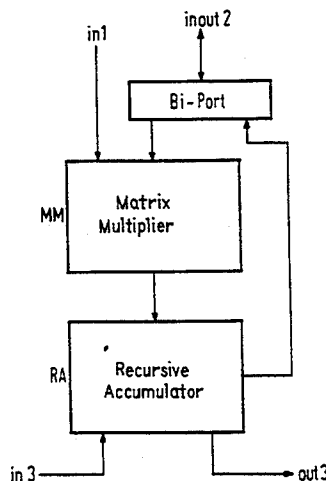 in1
inout 2
Bi-Port
MM
Matrix
Multiplier
RA
Recursive
Accumulator
in 3
out3